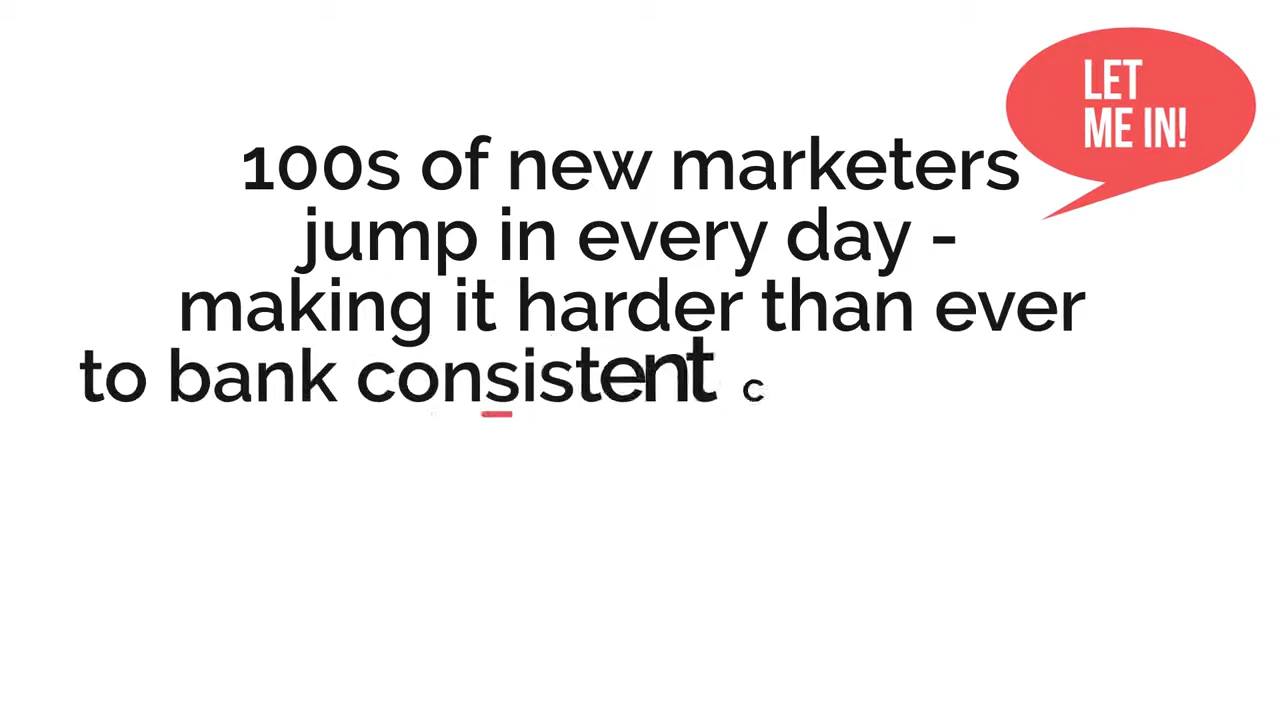 LET
ME IN!
100s of new marketers
jump in every day -
making it harder than ever
to bank consistent c